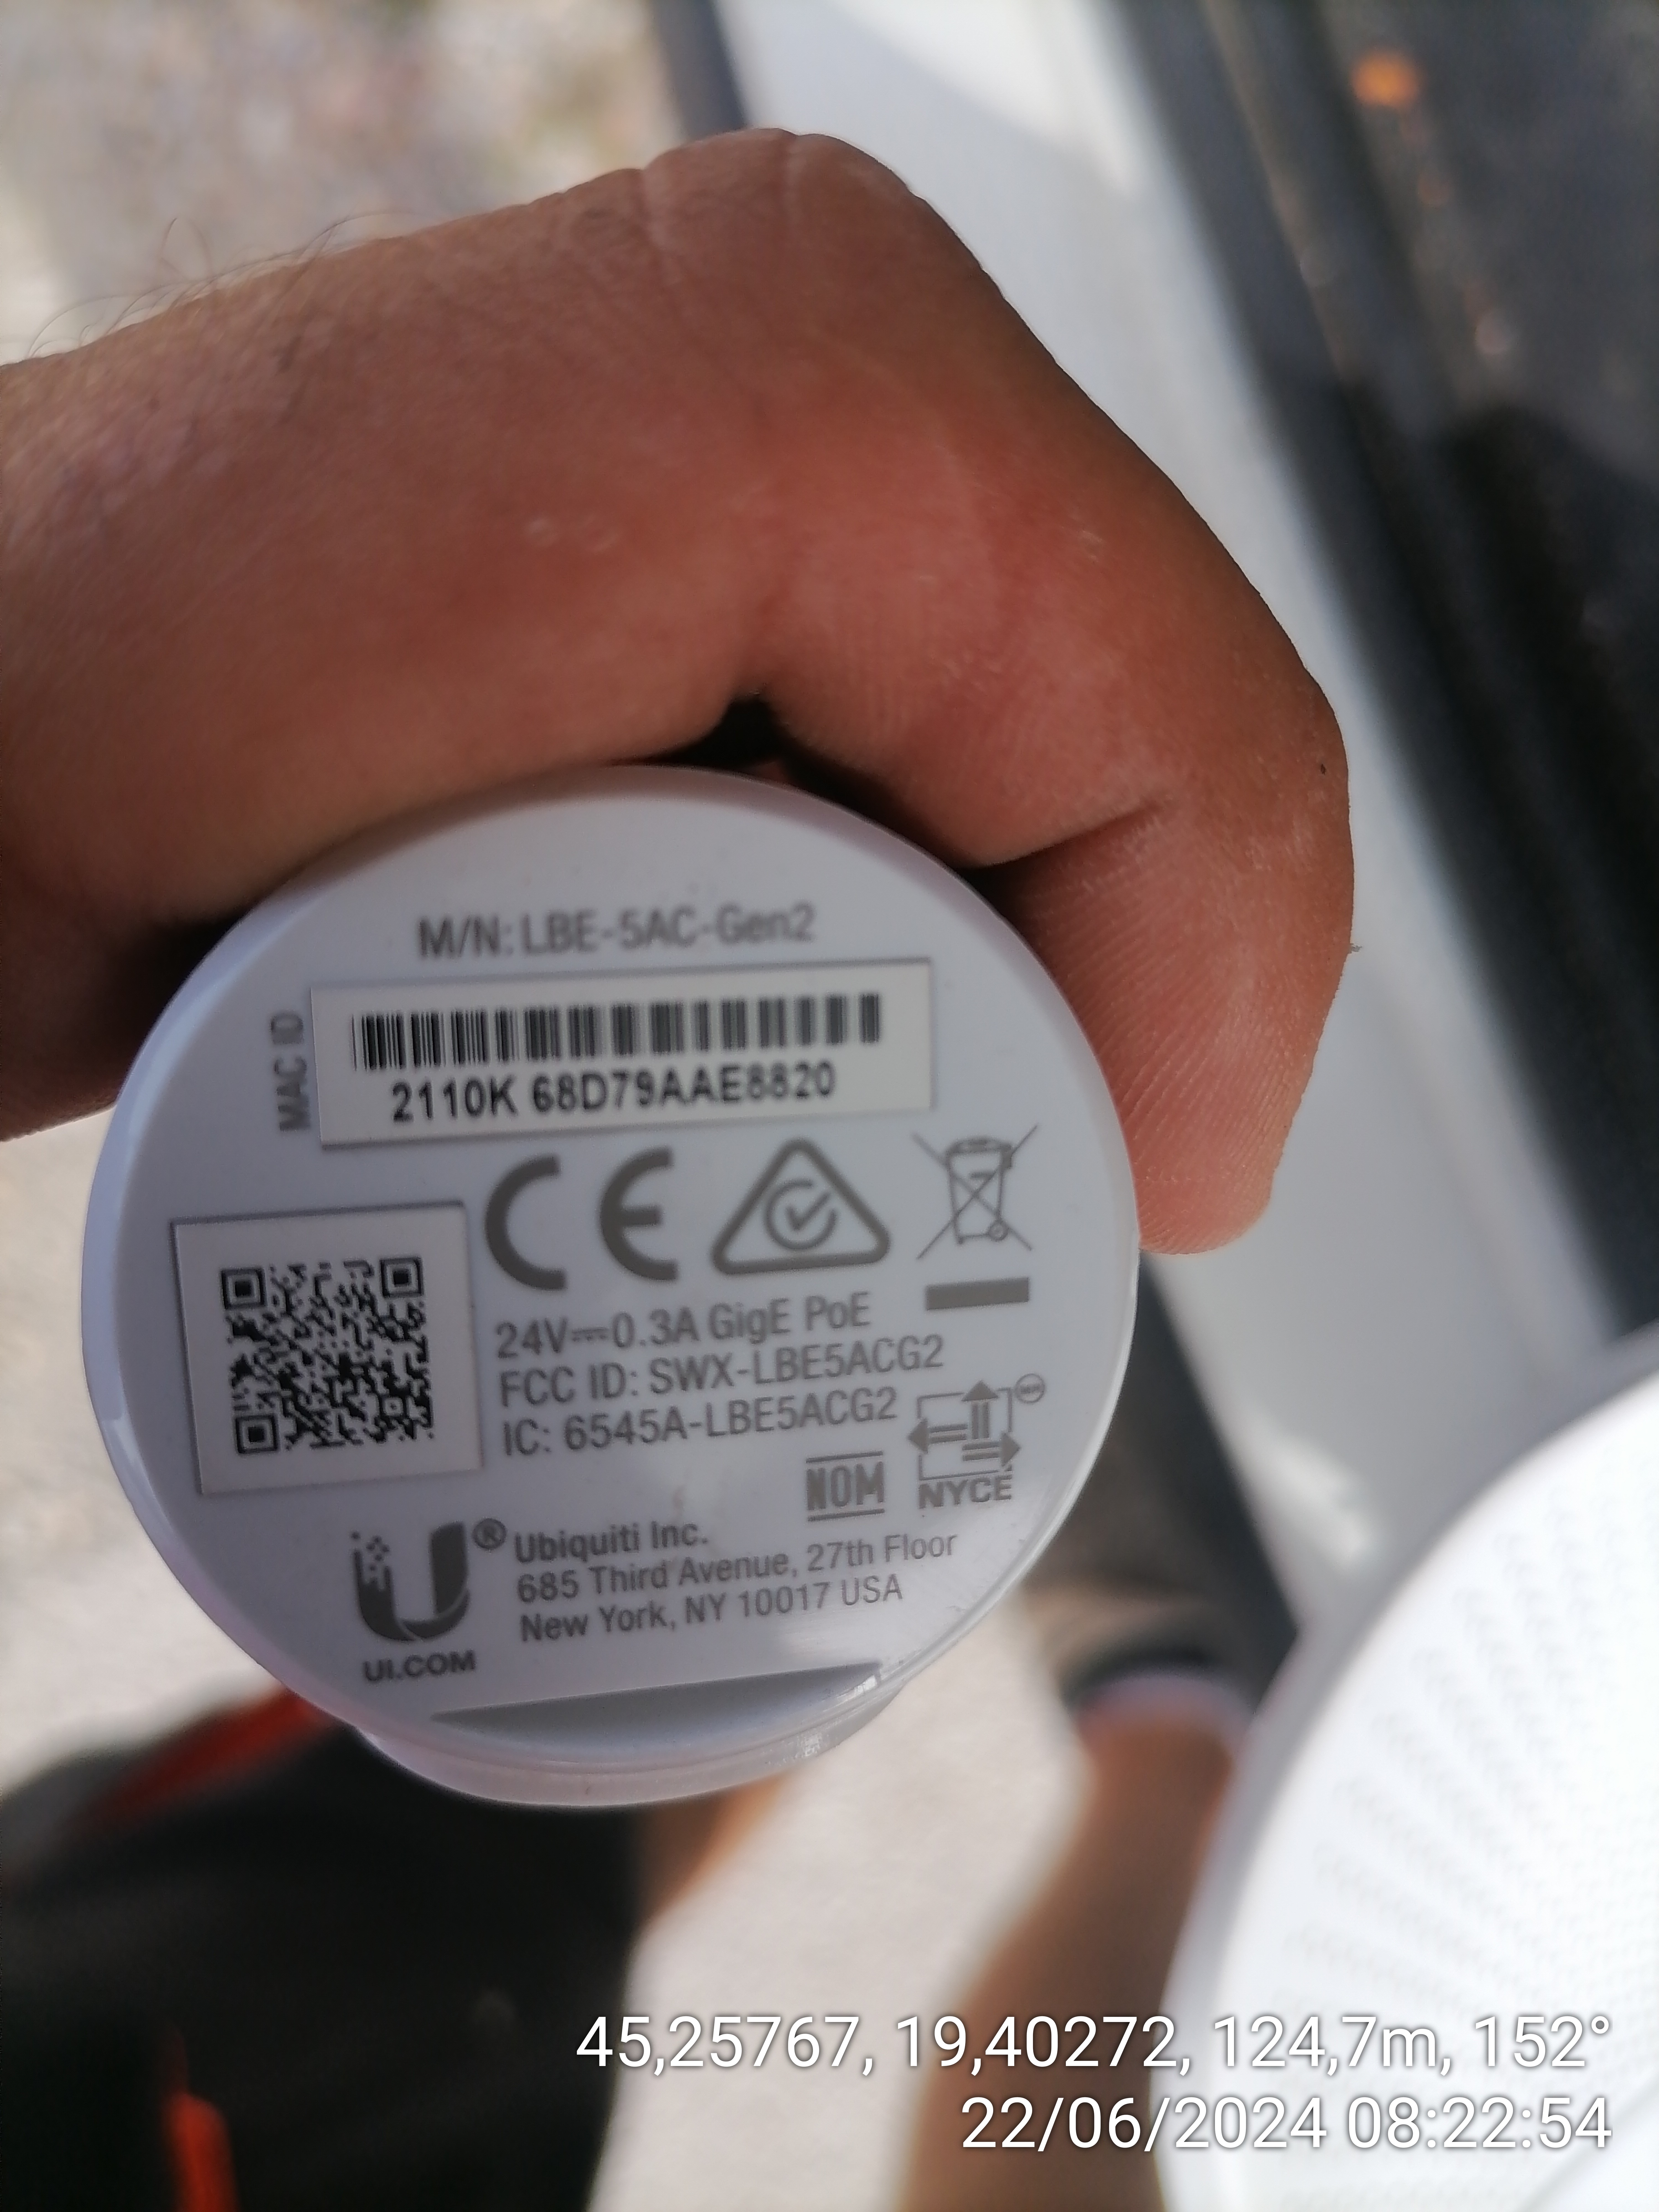 M/N: LBE-5AC-Gen2
MAC ID
2110K 68D79AAE8820
CE
24V⎓0.3A GigE PoE
FCC ID: SWX-LBE5ACG2
IC: 6545A-LBE5ACG2
NOM
NYCE
U®
UI.COM
Ubiquiti Inc.
685 Third Avenue, 27th Floor
New York, NY 10017 USA
45,25767, 19,40272, 124,7m, 152°
22/06/2024 08:22:54